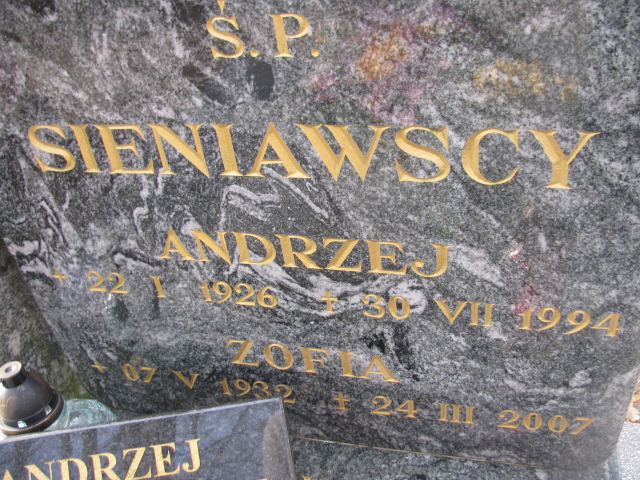 Ś.P.
SIENIAWSCY
ANDRZEJ
+ 22 I 1926 + 30 VII 1994
ZOFIA
+ 07 V 1932 + 24 III 2007
ANDRZEJ